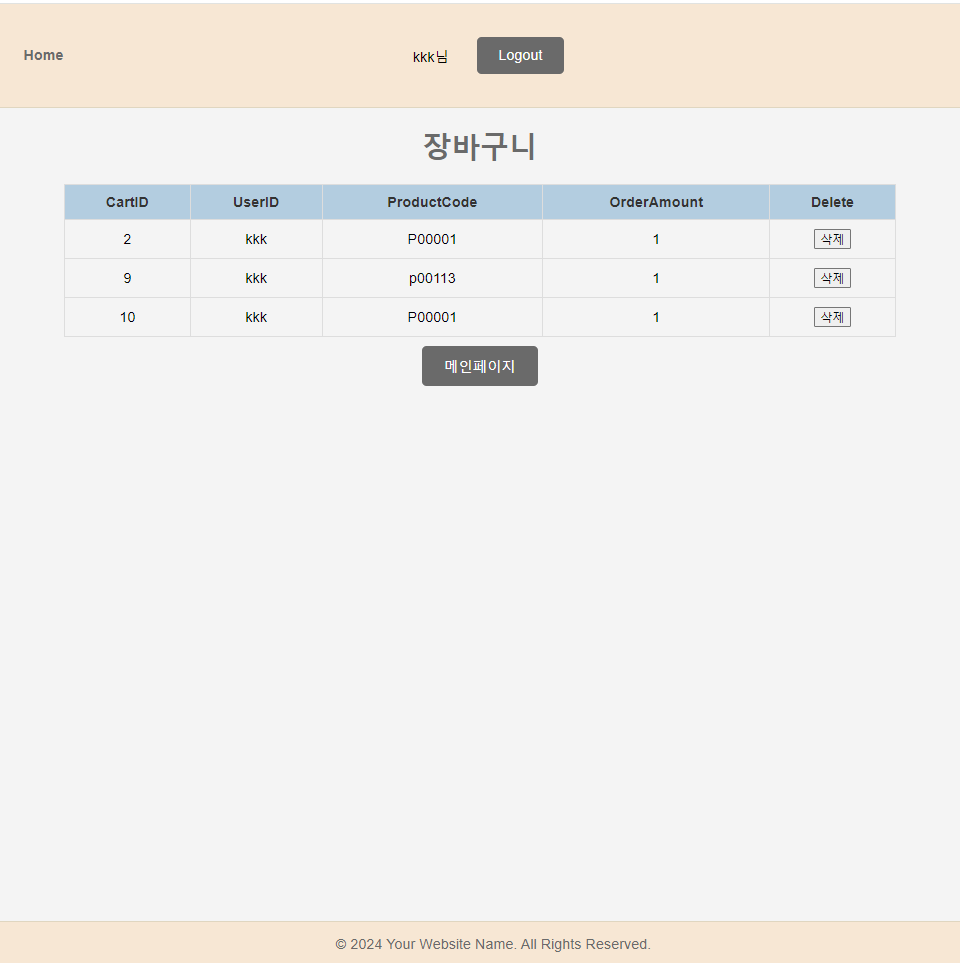 Home kkk님 Logout
장바구니
CartID UserID ProductCode OrderAmount Delete
2 kkk P00001 1 삭제
9 kkk p00113 1 삭제
10 kkk P00001 1 삭제
메인페이지
© 2024 Your Website Name. All Rights Reserved.